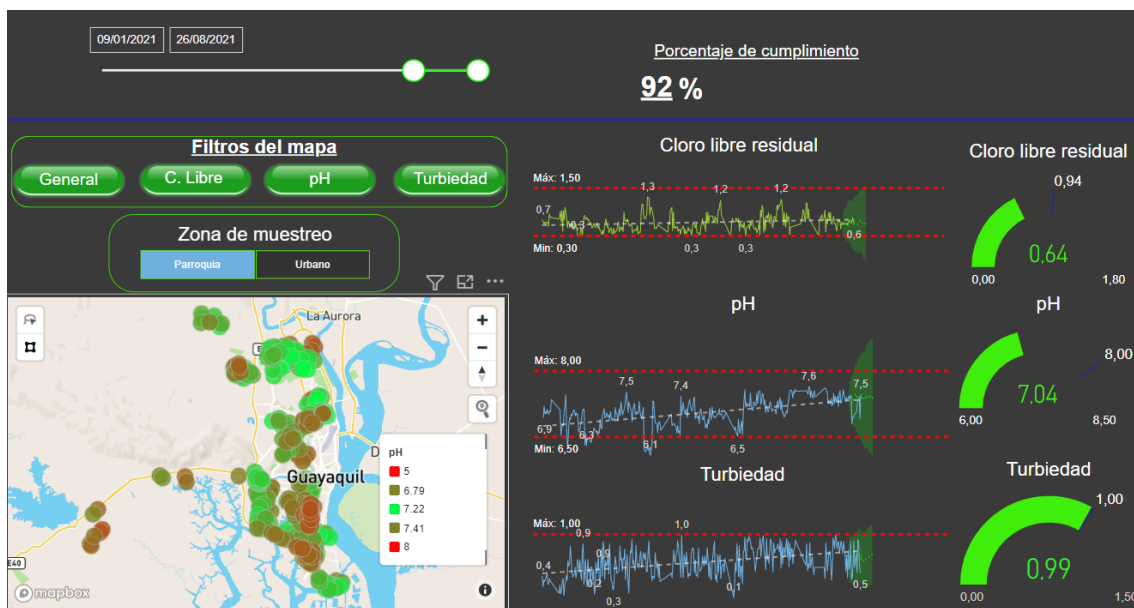 09/01/2021 26/08/2021
Porcentaje de cumplimiento
92 %
Filtros del mapa
General C. Libre pH Turbiedad
Zona de muestreo
Parroquia Urbano
La Aurora
E
D
Guayaquil
E40
pH
5
6.79
7.22
7.41
8
mapbox
Cloro libre residual
Máx: 1,50
1,3 1,2 1,2
0,7
0,3
0,6
Min: 0,30
0,3 0,3
Cloro libre residual
0,94
0,64
0,00 1,80
pH
Máx: 8,00
7,5 7,4 7,6 7,5
6,9
6,3
Min: 6,50
6,1 6,5
pH
8,00
7,04
6,00 8,50
Turbiedad
Máx: 1,00
0,9 1,0
0,9
0,4
0,2 0,1 0,5
0,3
Turbiedad
1,00
0,99
0,00 1,50